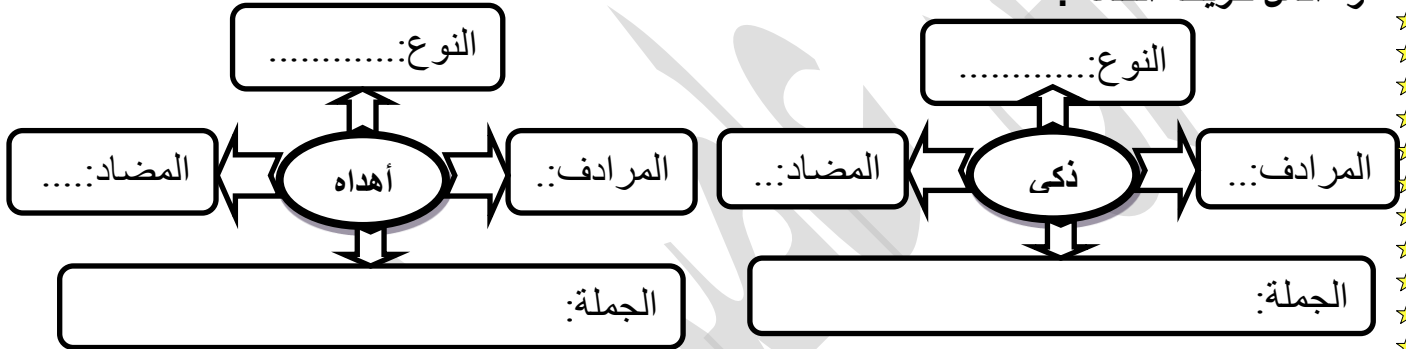 النوع:.............
المرادف:...
ذكى
المضاد:...
الجملة:
النوع:.............
المرادف:.
أهداه
المضاد:.....
الجملة: